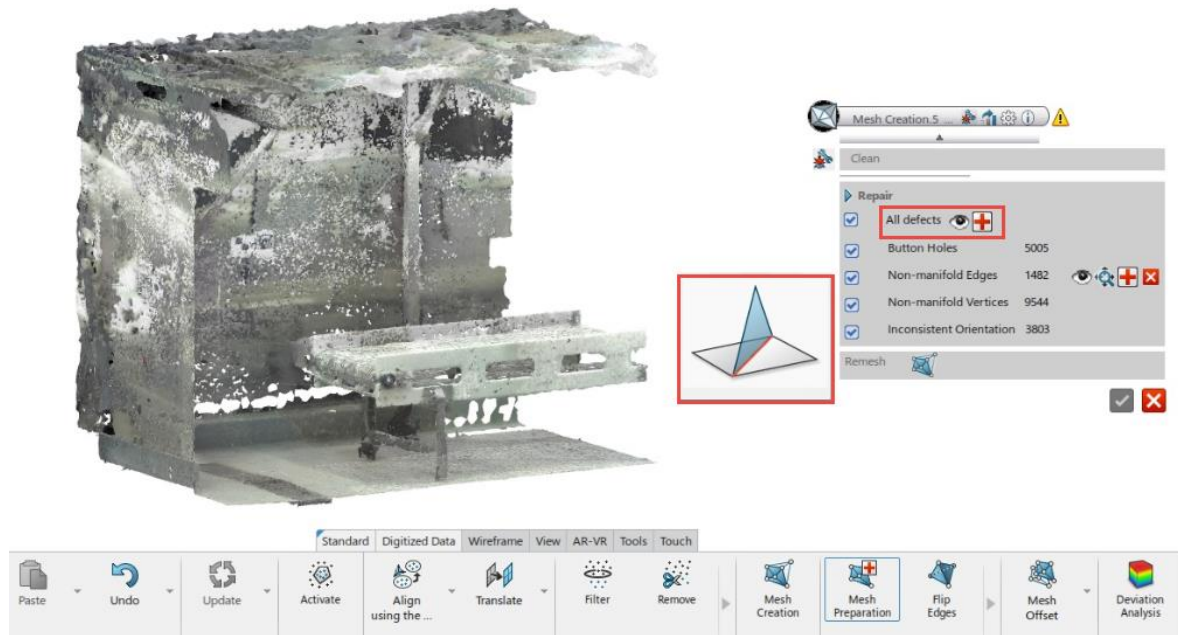 Mesh Creation.5 ...
Clean
Repair
All defects
Button Holes 5005
Non-manifold Edges 1482
Non-manifold Vertices 9544
Inconsistent Orientation 3803
Remesh
Standard Digitized Data Wireframe View AR-VR Tools Touch
Paste Undo Update Activate Align using the ... Translate Filter Remove Mesh Creation Mesh Preparation Flip Edges Mesh Offset Deviation Analysis